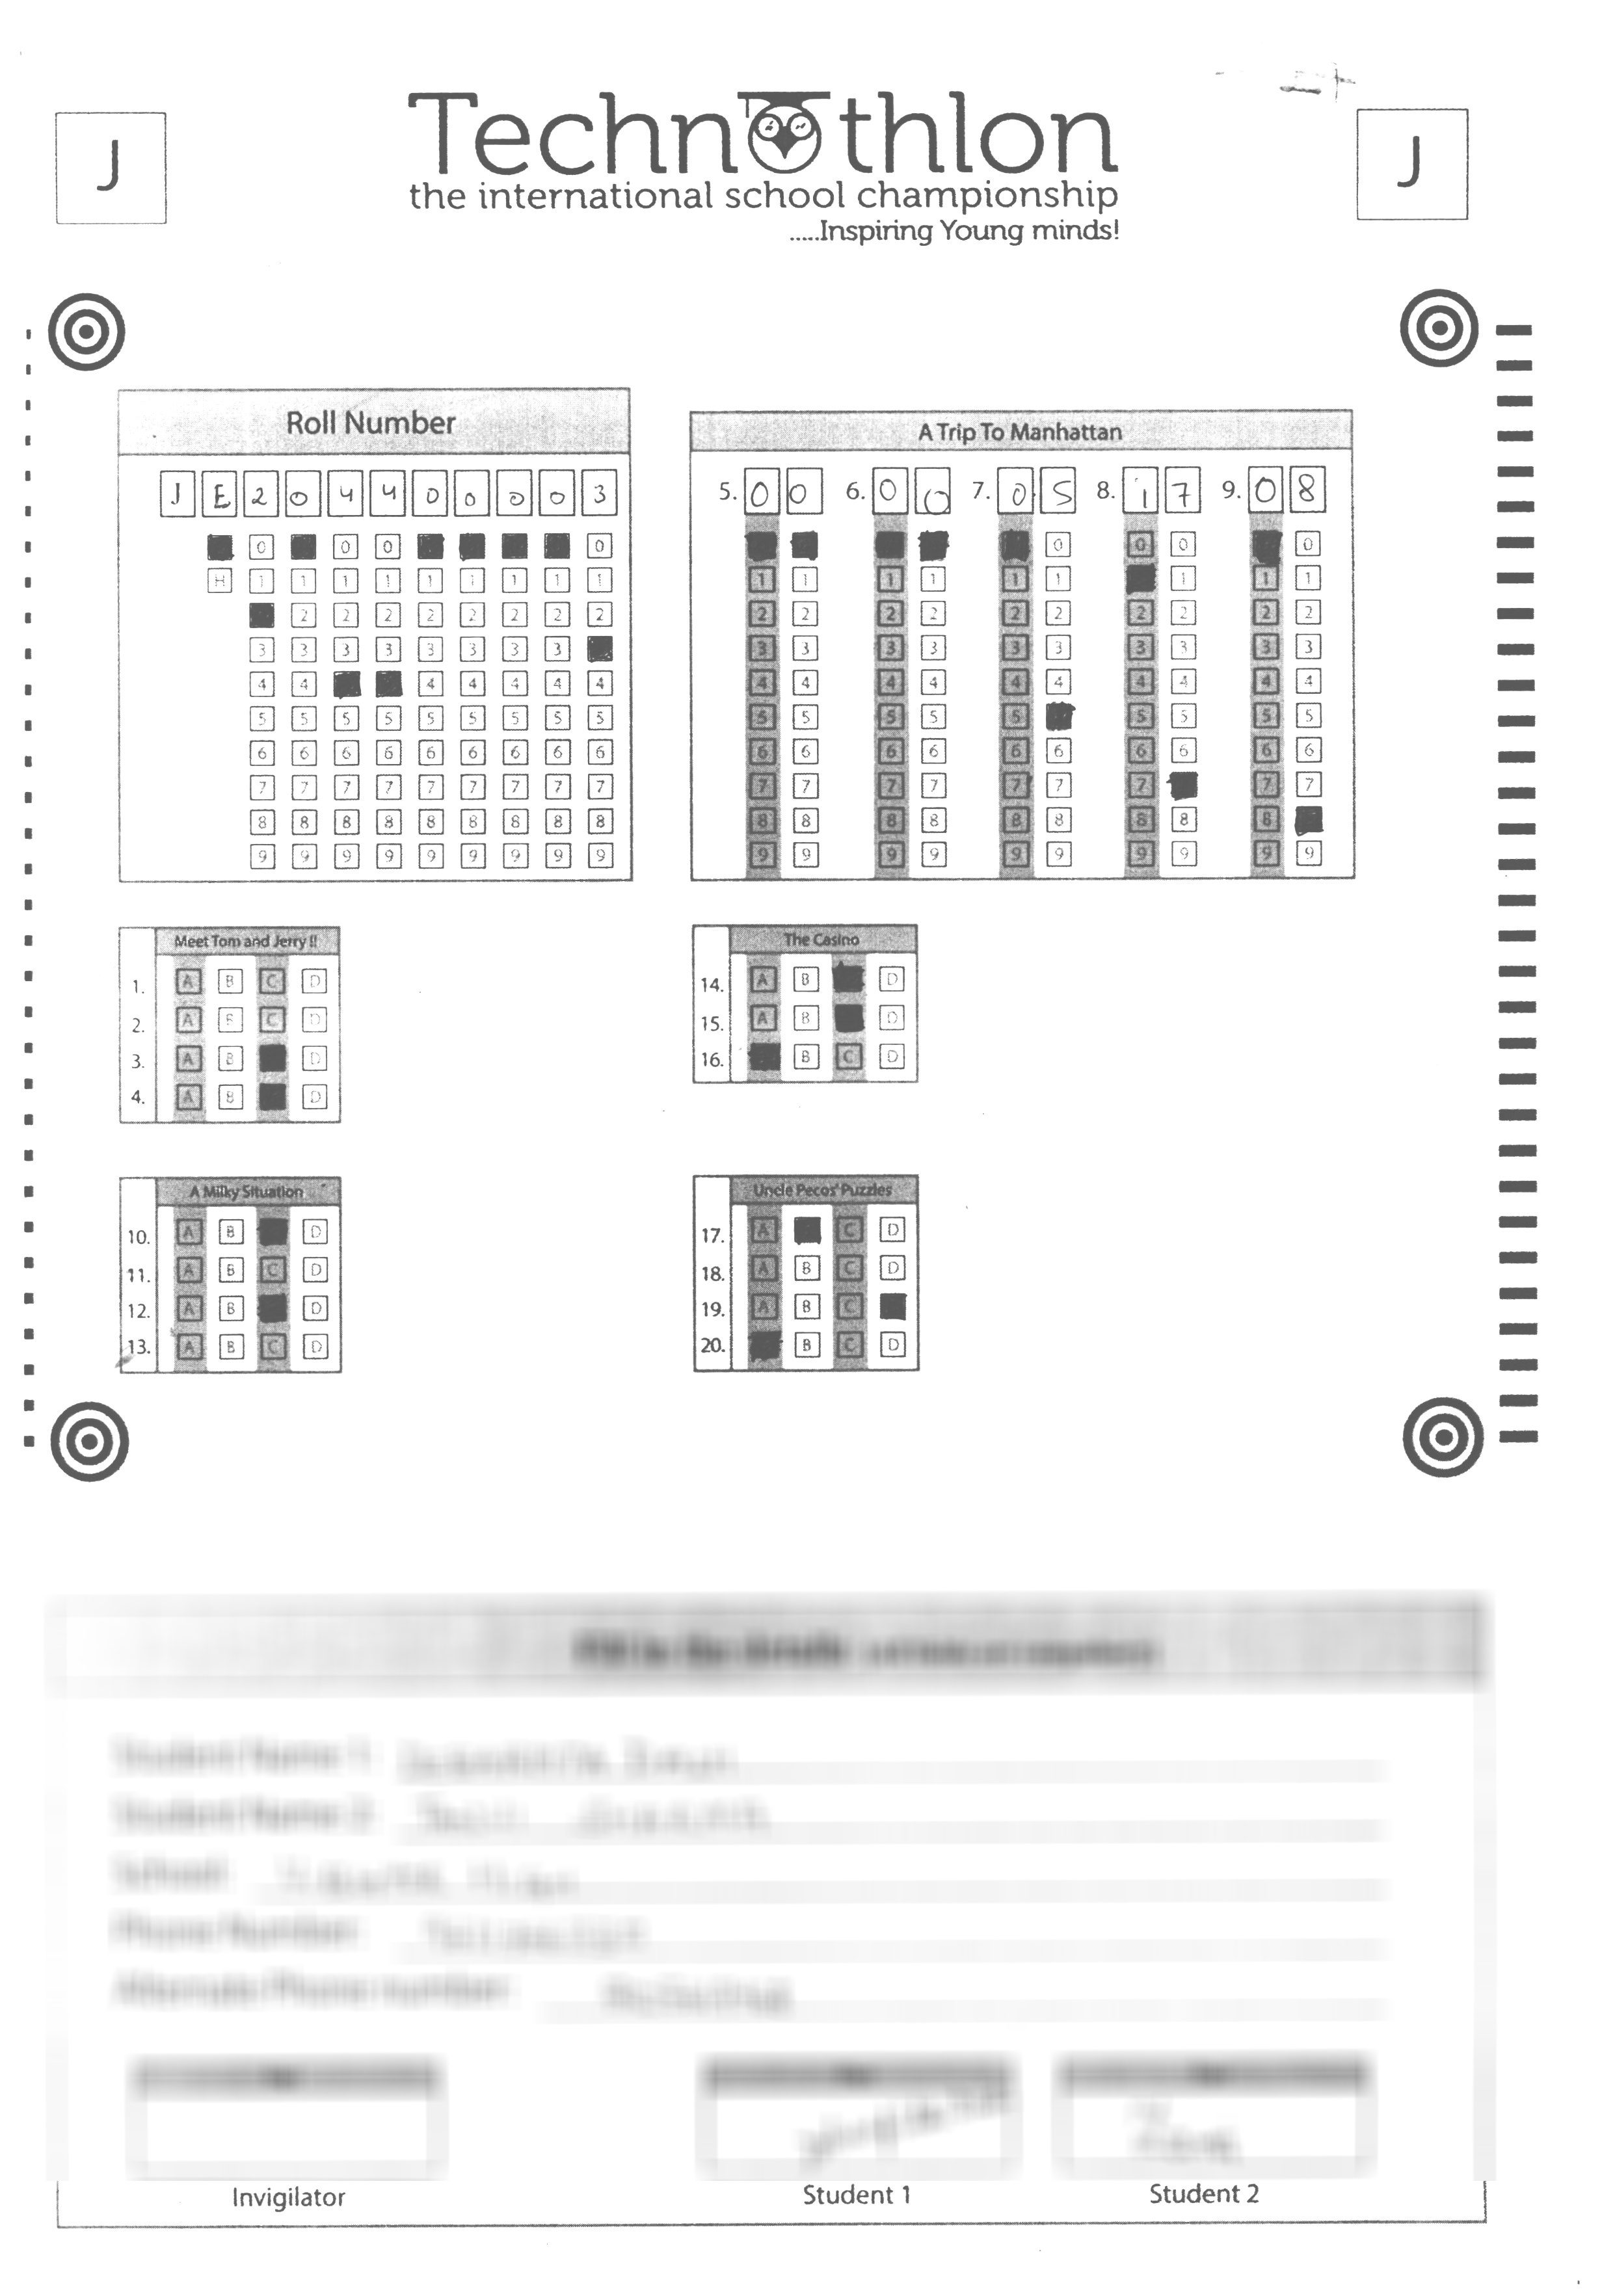 J
Technothlon
the international school championship
.....Inspiring Young minds!
J
Roll Number
J E 2 0 4 4 0 0 0 0 3
0 0 0 0
H 1 1 1 1 1 1 1 1 1
2 2 2 2 2 2 2 2
3 3 3 3 3 3 3 3
4 4 4 4 4 4 4
5 5 5 5 5 5 5 5 5
6 6 6 6 6 6 6 6 6
7 7 7 7 7 7 7 7 7
8 8 8 8 8 8 8 8 8
9 9 9 9 9 9 9 9 9
A Trip To Manhattan
5. 0 0 6. 0 0 7. 0 5 8. 1 7 9. 0 8
0 0 0 0
1 1 1 1 1 1 1 1 1
2 2 2 2 2 2 2 2 2 2
3 3 3 3 3 3 3 3 3 3
4 4 4 4 4 4 4 4 4 4
5 5 5 5 5 5 5 5 5
6 6 6 6 6 6 6 6 6 6
7 7 7 7 7 7 7 7 7
8 8 8 8 8 8 8 8 8
9 9 9 9 9 9 9 9 9 9
Meet Tom and Jerry !!
1. A B C D
2. A B C D
3. A B D
4. A B D
The Casino
14. A B D
15. A B D
16. B C D
A Milky Situation
10. A B D
11. A B C D
12. A B D
13. A B C D
Uncle Pecos' Puzzles
17. A C D
18. A B C D
19. A B C
20. B C D
Invigilator
Student 1
Student 2